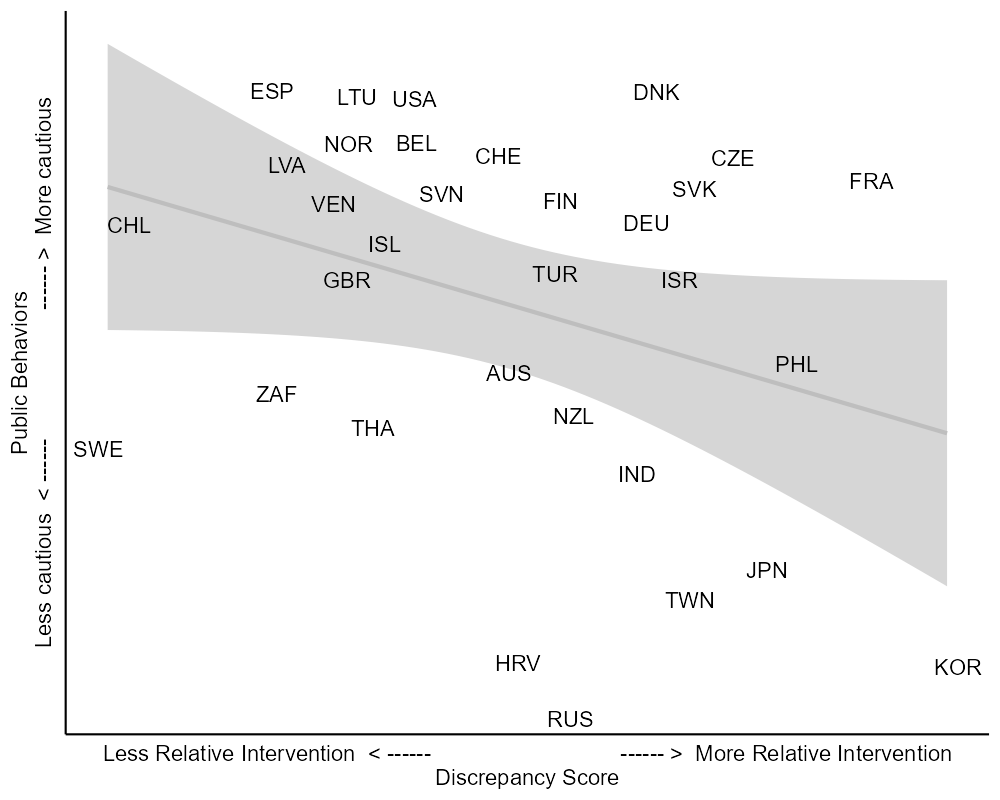 ESP
LTU
USA
DNK
NOR
BEL
CHE
CZE
LVA
FRA
SVK
SVN
FIN
VEN
DEU
CHL
ISL
TUR
GBR
ISR
PHL
AUS
ZAF
NZL
THA
SWE
IND
JPN
TWN
HRV
KOR
RUS
Public Behaviors
Less cautious < ------
------ > More cautious
Less Relative Intervention < ------
------ > More Relative Intervention
Discrepancy Score